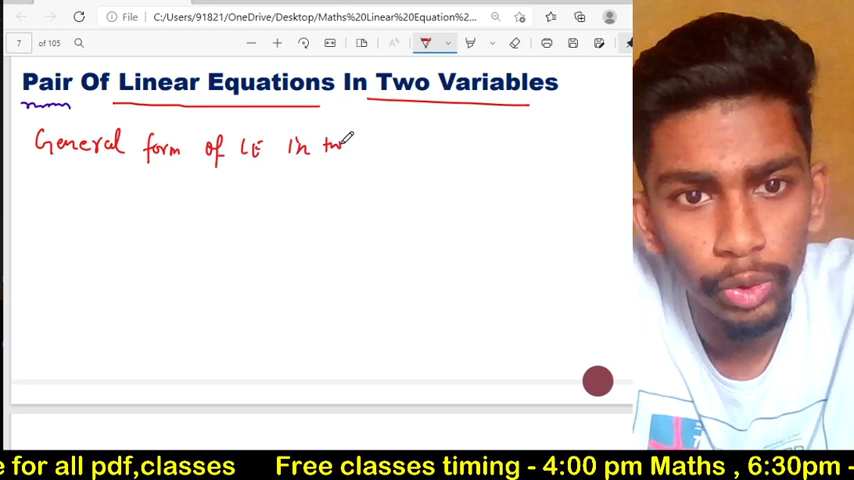 File C:/Users/91821/OneDrive/Desktop/Maths%20Linear%20Equation%2...
7 of 105
Pair Of Linear Equations In Two Variables
General form of LE in tw
e for all pdf,classes Free classes timing - 4:00 pm Maths , 6:30pm -